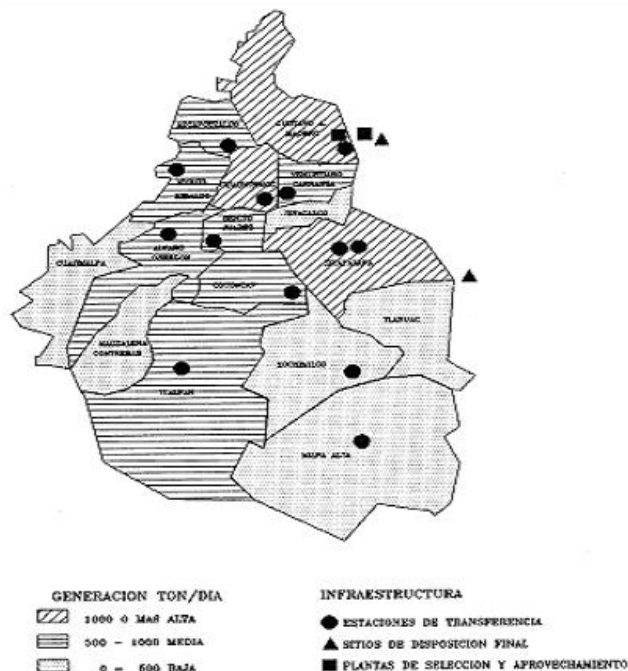 AZCAPOTZALCO
GUSTAVO A.
MADERO
MIGUEL
HIDALGO
CUAUHTEMOC
VENUSTIANO
CARRANZA
IZTACALCO
BENITO
JUAREZ
CUAJIMALPA
ALVARO
OBREGON
IZTAPALAPA
COYOACAN
TLAHUAC
MAGDALENA
CONTRERAS
XOCHIMILCO
TLALPAN
MILPA ALTA
GENERACION TON/DIA
1000 O MAS ALTA
500 - 1000 MEDIA
0 - 500 BAJA
INFRAESTRUCTURA
ESTACIONES DE TRANSFERENCIA
SITIOS DE DISPOSICION FINAL
PLANTAS DE SELECCION Y APROVECHAMIENTO